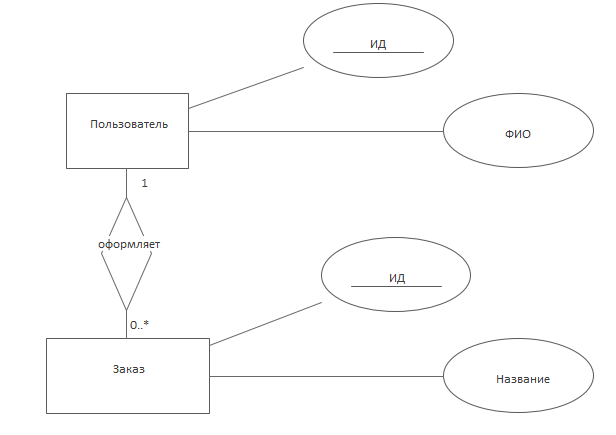 ИД
Пользователь
ФИО
1
оформляет
ИД
0..*
Заказ
Название